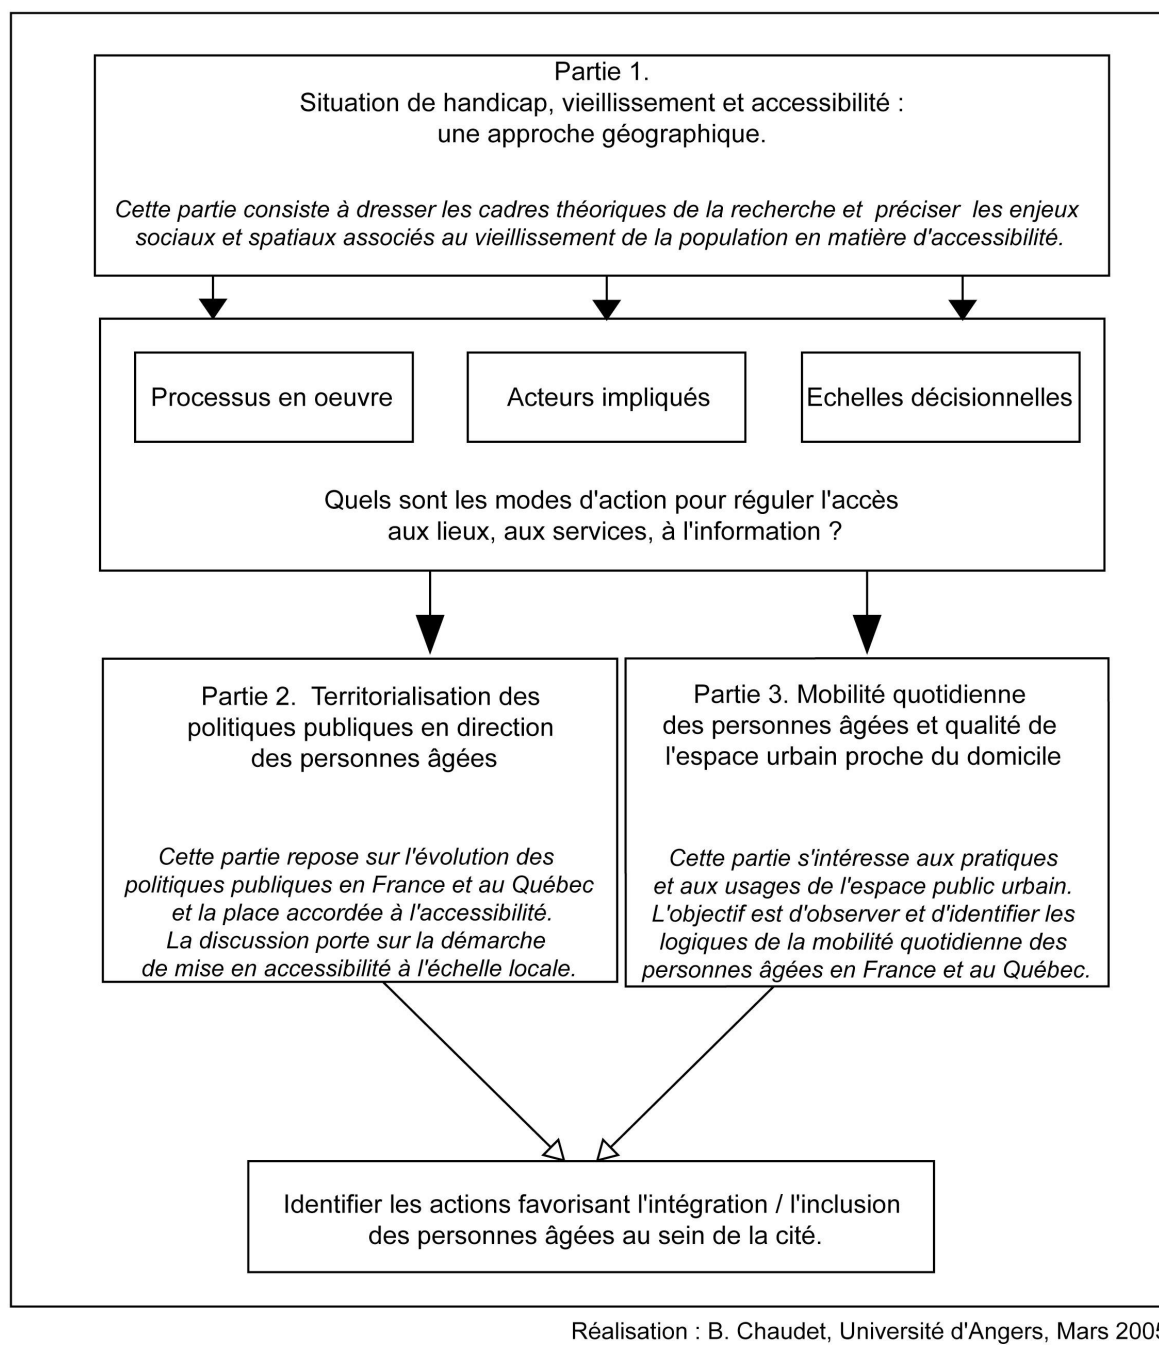 Partie 1.
Situation de handicap, vieillissement et accessibilité :
une approche géographique.
Cette partie consiste à dresser les cadres théoriques de la recherche et préciser les enjeux
sociaux et spatiaux associés au vieillissement de la population en matière d'accessibilité.
Processus en oeuvre
Acteurs impliqués
Echelles décisionnelles
Quels sont les modes d'action pour réguler l'accès
aux lieux, aux services, à l'information ?
Partie 2. Territorialisation des
politiques publiques en direction
des personnes âgées
Cette partie repose sur l'évolution des
politiques publiques en France et au Québec
et la place accordée à l'accessibilité.
La discussion porte sur la démarche
de mise en accessibilité à l'échelle locale.
Partie 3. Mobilité quotidienne
des personnes âgées et qualité de
l'espace urbain proche du domicile
Cette partie s'intéresse aux pratiques
et aux usages de l'espace public urbain.
L'objectif est d'observer et d'identifier les
logiques de la mobilité quotidienne des
personnes âgées en France et au Québec.
Identifier les actions favorisant l'intégration / l'inclusion
des personnes âgées au sein de la cité.
Réalisation : B. Chaudet, Université d'Angers, Mars 2005